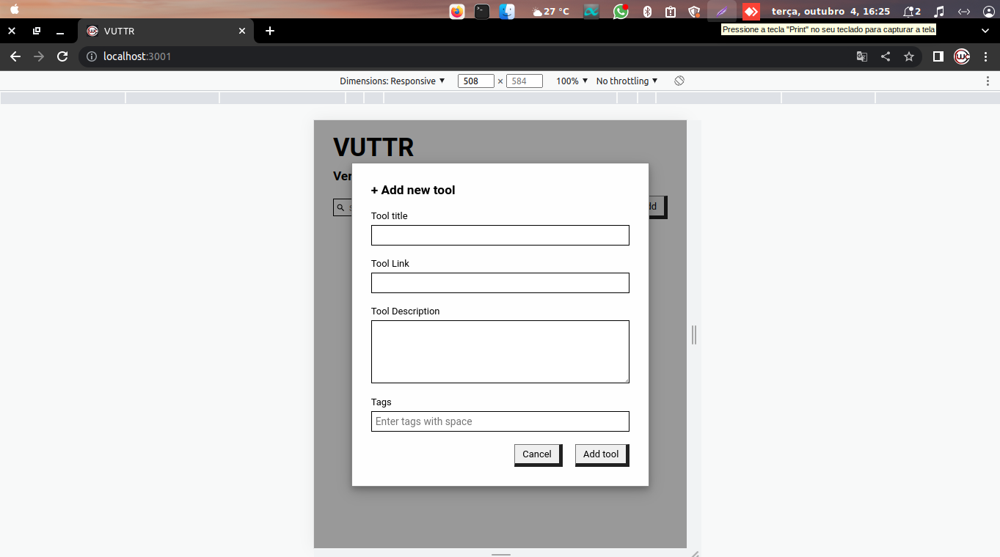 27 °C
terça, outubro 4, 16:25
2
VUTTR
Pressione a tecla "Print" no seu teclado para capturar a tela
localhost:3001
Dimensions: Responsive
508 × 584
100%
No throttling
VUTTR
Ver
dd
+ Add new tool
Tool title
Tool Link
Tool Description
Tags
Enter tags with space
Cancel
Add tool